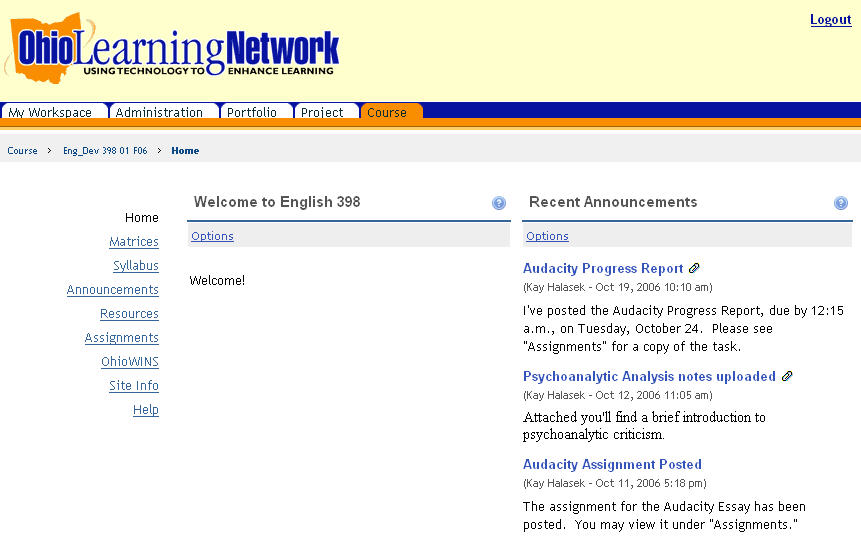 Logout
OhioLearningNetwork
USING TECHNOLOGY TO ENHANCE LEARNING
My Workspace Administration Portfolio Project Course
Course > Eng_Dev 398 01 F06 > Home
Home
Matrices
Syllabus
Announcements
Resources
Assignments
OhioWINS
Site Info
Help
Welcome to English 398 ?
Options
Welcome!
Recent Announcements ?
Options
Audacity Progress Report
(Kay Halasek - Oct 19, 2006 10:10 am)
I've posted the Audacity Progress Report, due by 12:15
a.m., on Tuesday, October 24.  Please see
"Assignments" for a copy of the task.
Psychoanalytic Analysis notes uploaded
(Kay Halasek - Oct 12, 2006 11:05 am)
Attached you'll find a brief introduction to
psychoanalytic criticism.
Audacity Assignment Posted
(Kay Halasek - Oct 11, 2006 5:18 pm)
The assignment for the Audacity Essay has been
posted.  You may view it under "Assignments."